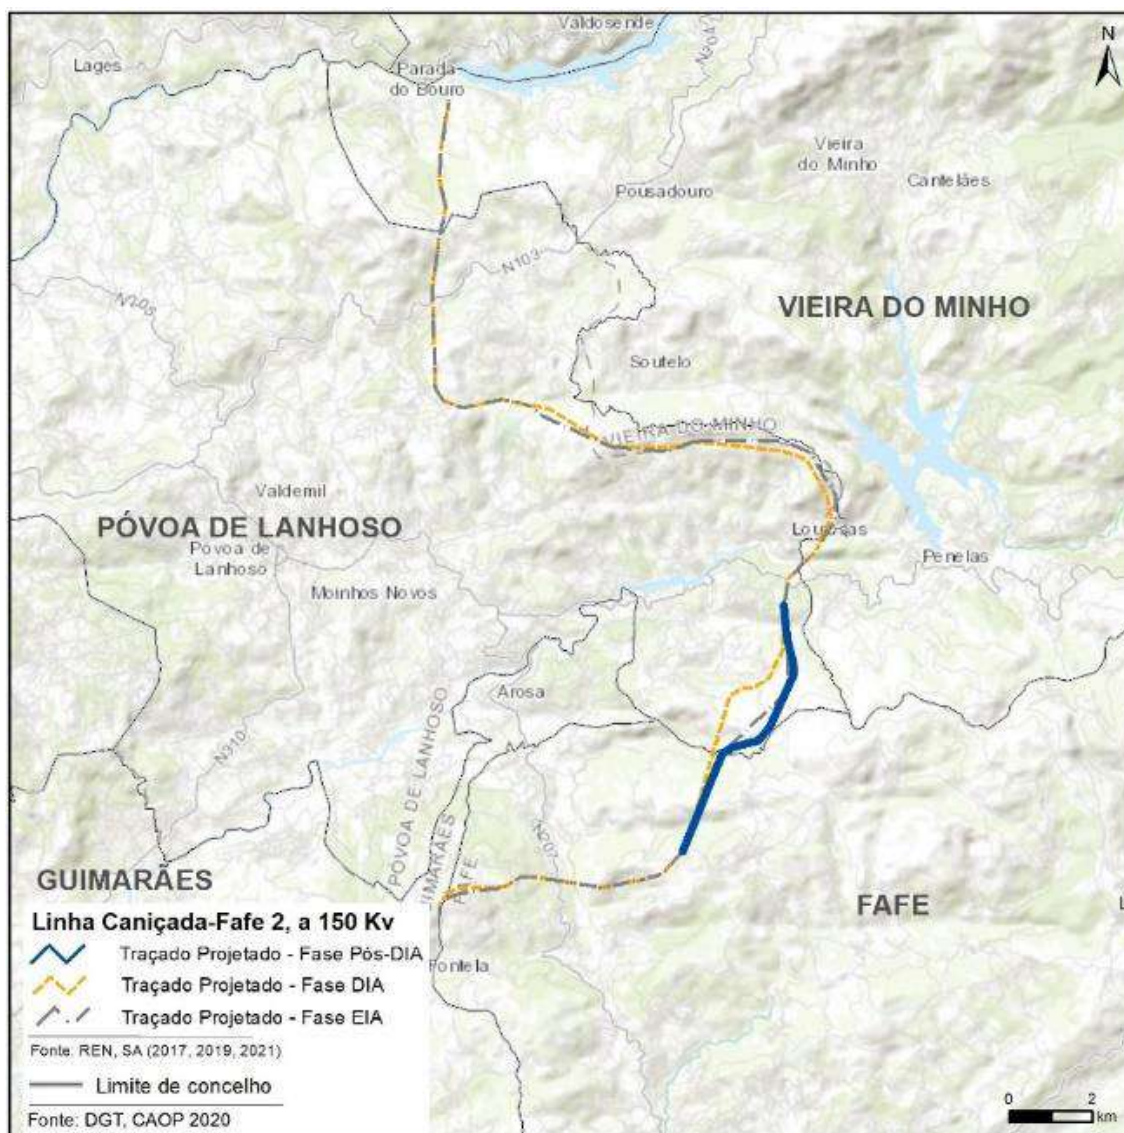 Valdosende
N
Lages
Parada
do Bouro
N304
Vieira
do Minho
Cantelães
Pousadouro
N103
N205
VIEIRA DO MINHO
Soutelo
VIEIRA DO MINHO
Valdemil
PÓVOA DE LANHOSO
Póvoa de
Lanhoso
Louredas
Penelas
Moinhos Novos
Arosa
N310
PÓVOA DE LANHOSO
N207
GUIMARÃES
IMARÃES
FAFE
FAFE
Linha Caniçada-Fafe 2, a 150 Kv
Traçado Projetado - Fase Pós-DIA
Fontela
Traçado Projetado - Fase DIA
Traçado Projetado - Fase EIA
Fonte: REN, SA (2017, 2019, 2021)
Limite de concelho
0 2
km
Fonte: DGT, CAOP 2020